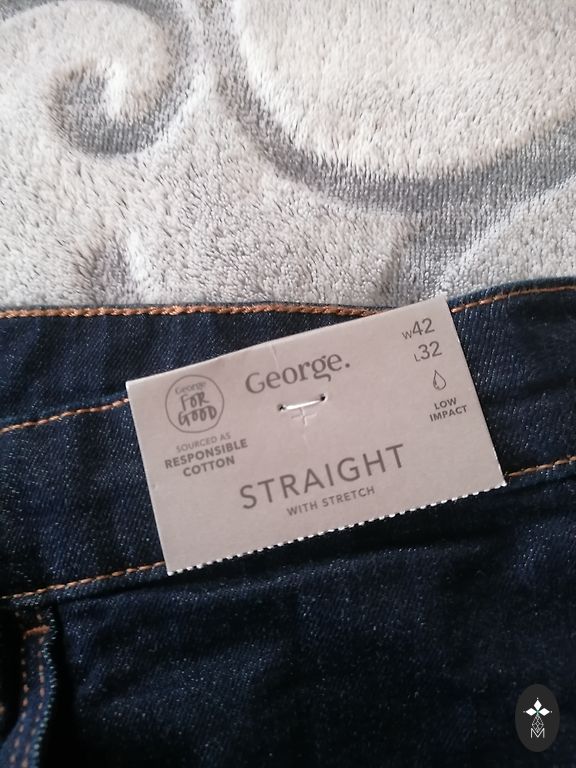 W42
L32
George.
George
FOR
GOOD
LOW
IMPACT
SOURCED AS
RESPONSIBLE
COTTON
STRAIGHT
WITH STRETCH
M